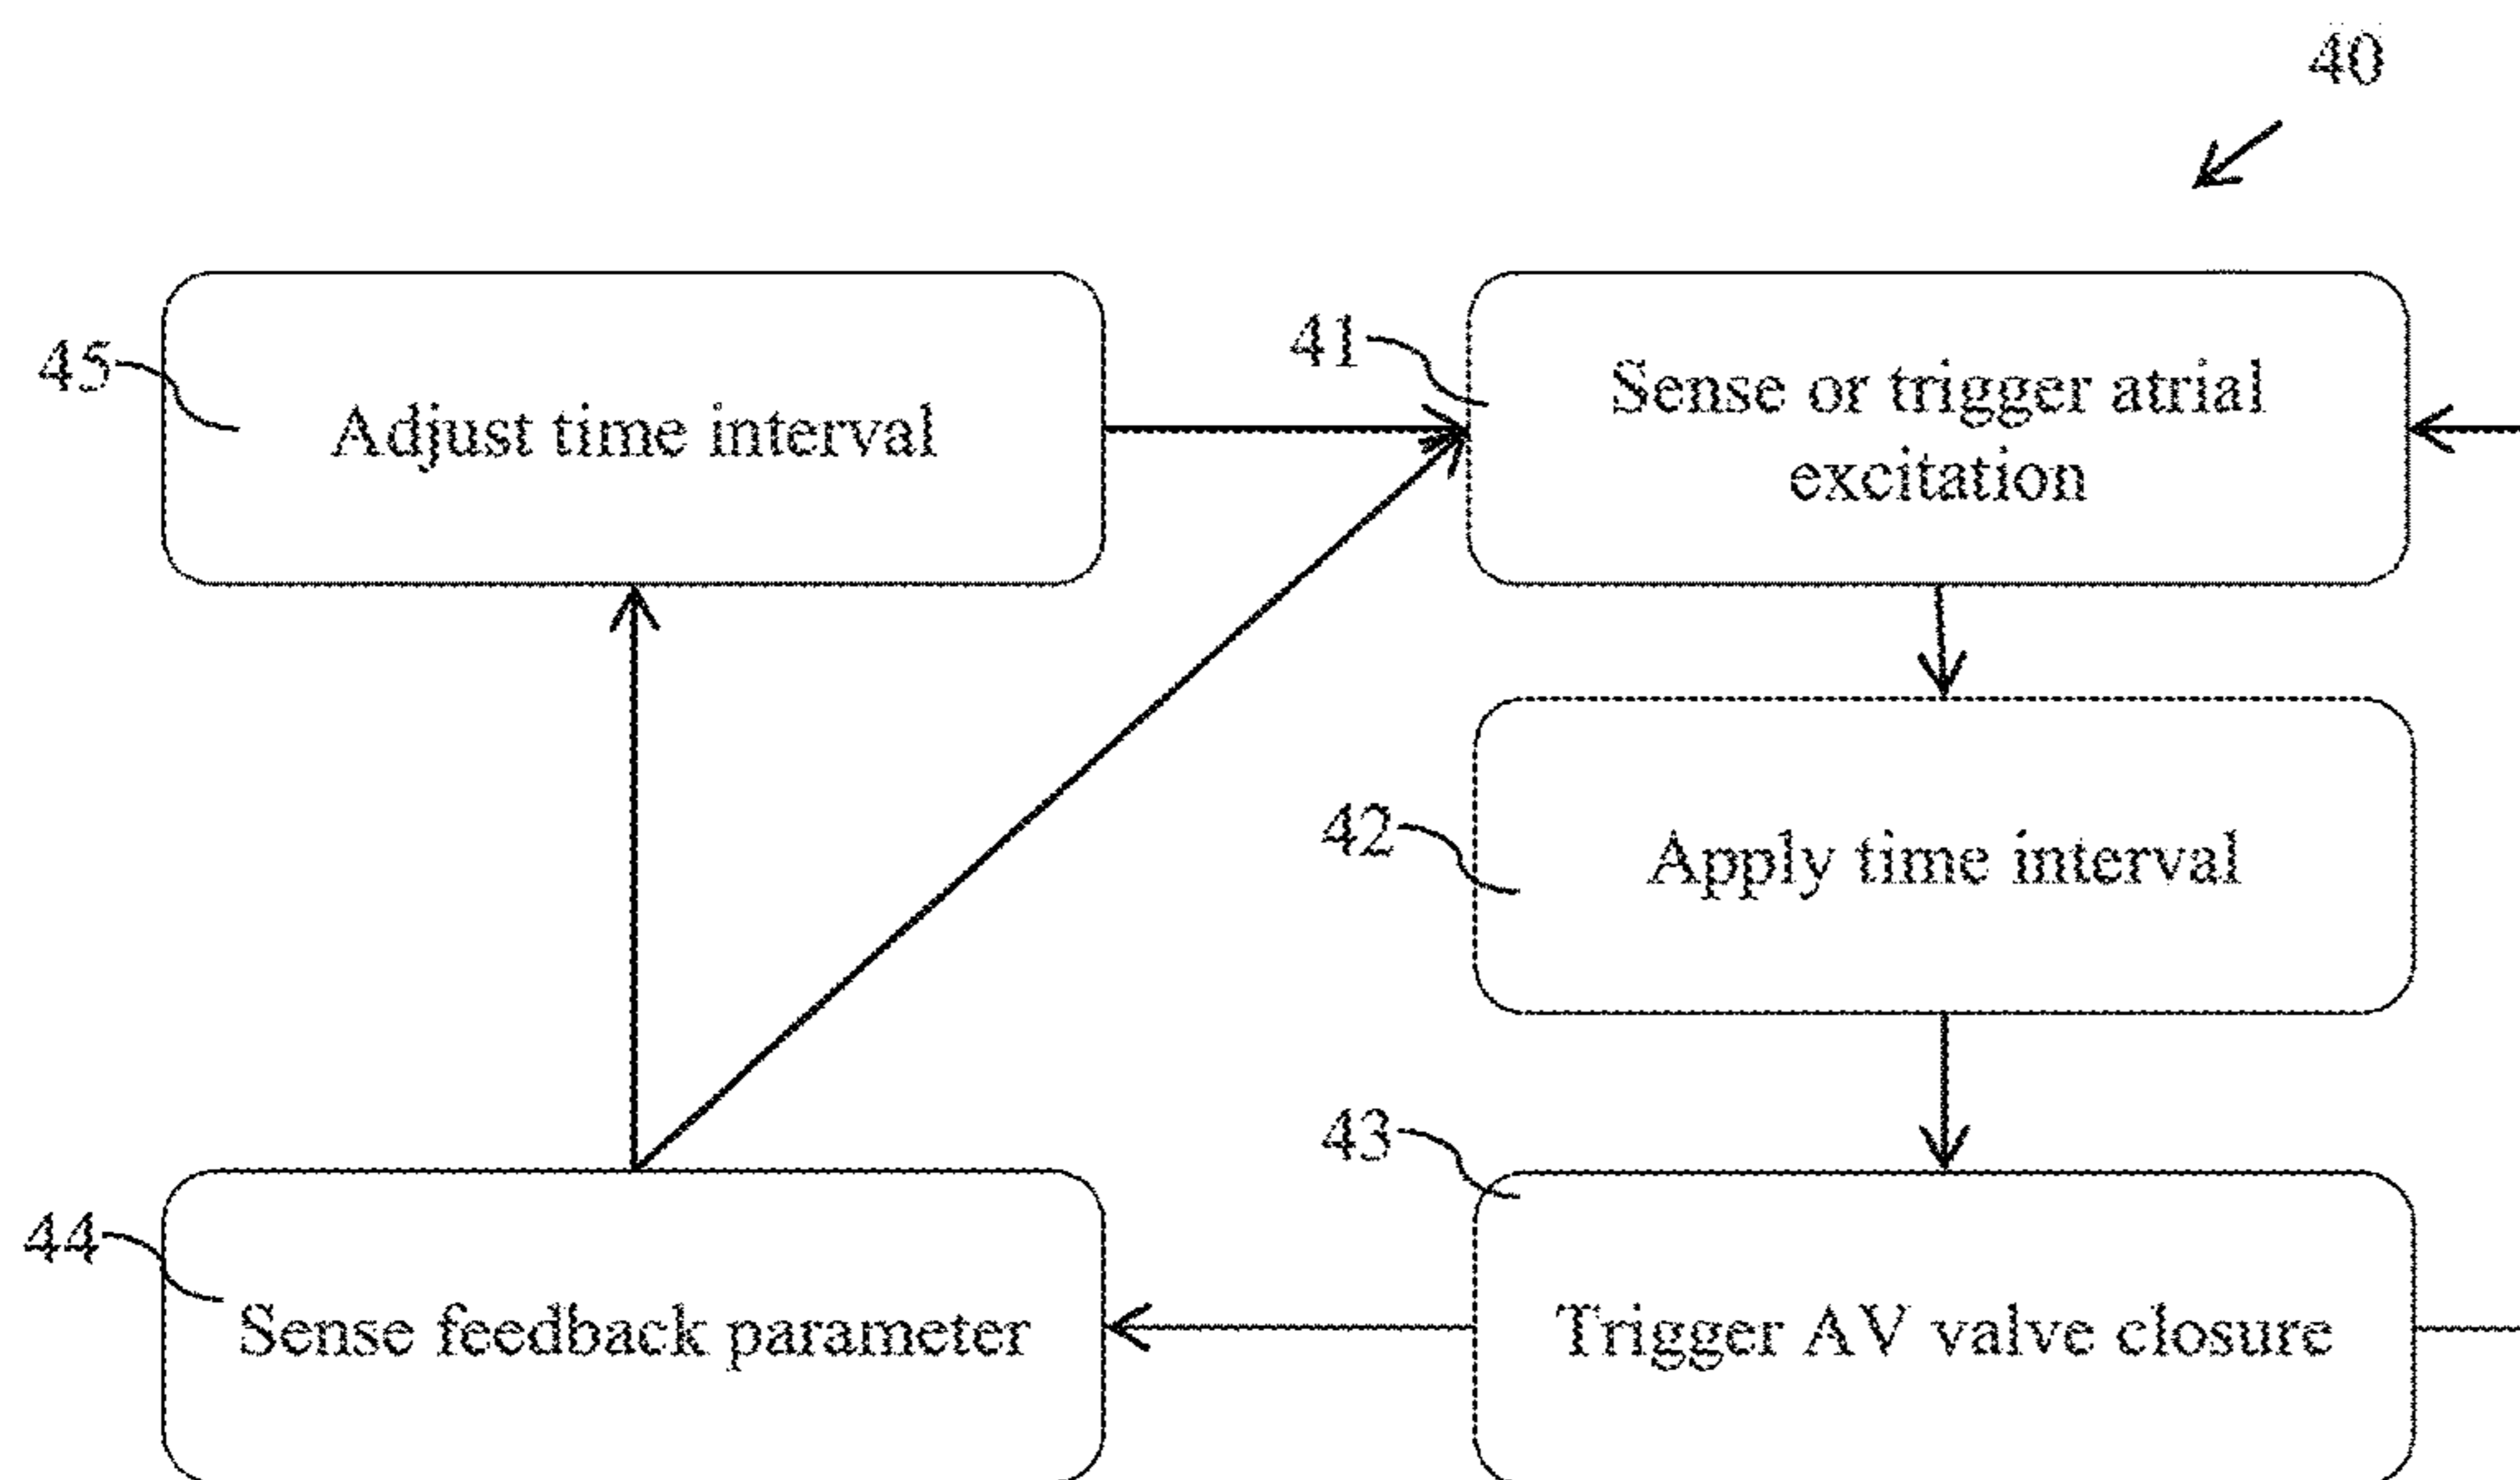 40
45
Adjust time interval
41
Sense or trigger atrial
excitation
42
Apply time interval
43
Trigger AV valve closure
44
Sense feedback parameter